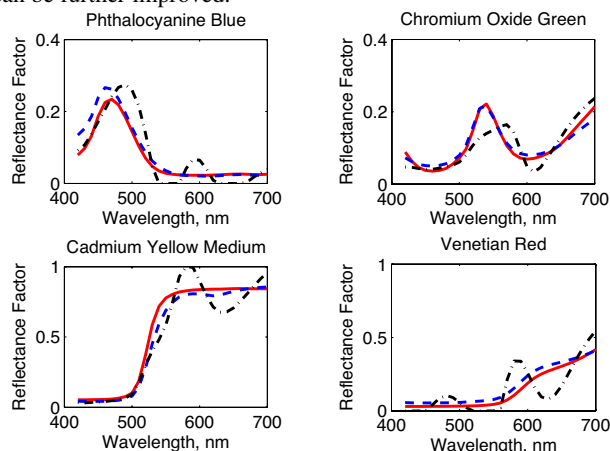 can be further improved.
Phthalocyanine Blue
Chromium Oxide Green
0.4
0.2
0
Reflectance Factor
400 500 600 700
Wavelength, nm
0.4
0.2
0
Reflectance Factor
400 500 600 700
Wavelength, nm
Cadmium Yellow Medium
Venetian Red
1
0.5
0
Reflectance Factor
400 500 600 700
Wavelength, nm
1
0.5
0
Reflectance Factor
400 500 600 700
Wavelength, nm